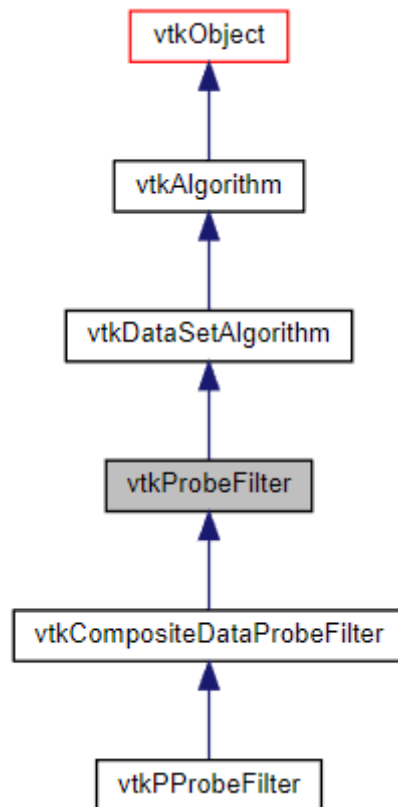 vtkObject
vtkAlgorithm
vtkDataSetAlgorithm
vtkProbeFilter
vtkCompositeDataProbeFilter
vtkPProbeFilter